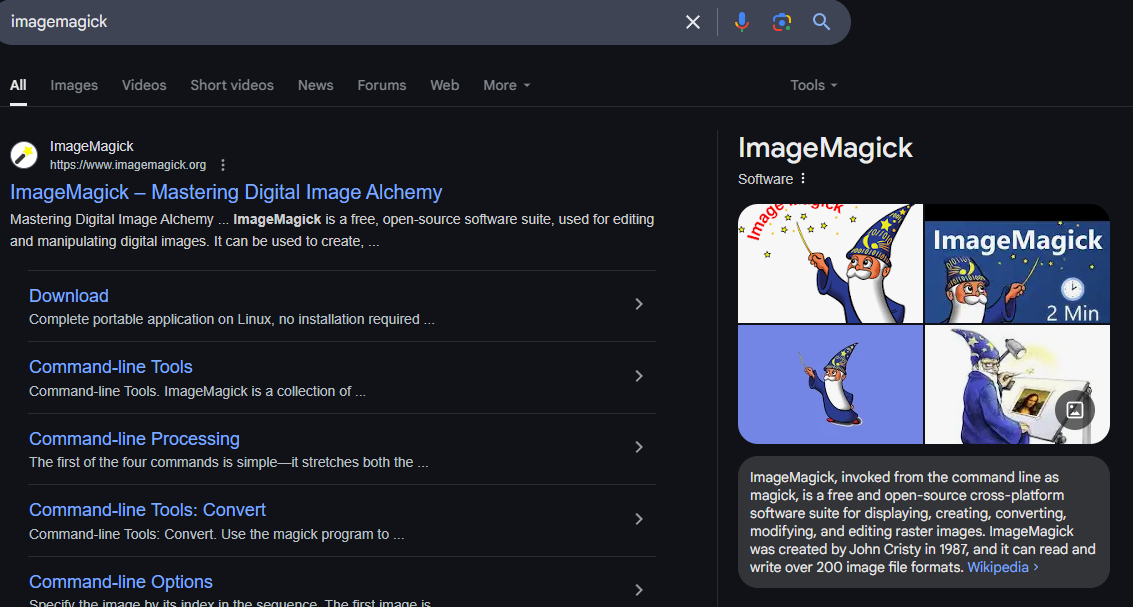 imagemagick
All Images Videos Short videos News Forums Web More Tools
ImageMagick
https://www.imagemagick.org
ImageMagick – Mastering Digital Image Alchemy
Mastering Digital Image Alchemy ... ImageMagick is a free, open-source software suite, used for editing
and manipulating digital images. It can be used to create, ...
Download
Complete portable application on Linux, no installation required ...
Command-line Tools
Command-line Tools. ImageMagick is a collection of ...
Command-line Processing
The first of the four commands is simple—it stretches both the ...
Command-line Tools: Convert
Command-line Tools: Convert. Use the magick program to ...
Command-line Options
Specify the image by its index in the sequence. The first image is
ImageMagick
Software
ImageMagick
2 Min
ImageMagick, invoked from the command line as
magick, is a free and open-source cross-platform
software suite for displaying, creating, converting,
modifying, and editing raster images. ImageMagick
was created by John Cristy in 1987, and it can read and
write over 200 image file formats. Wikipedia